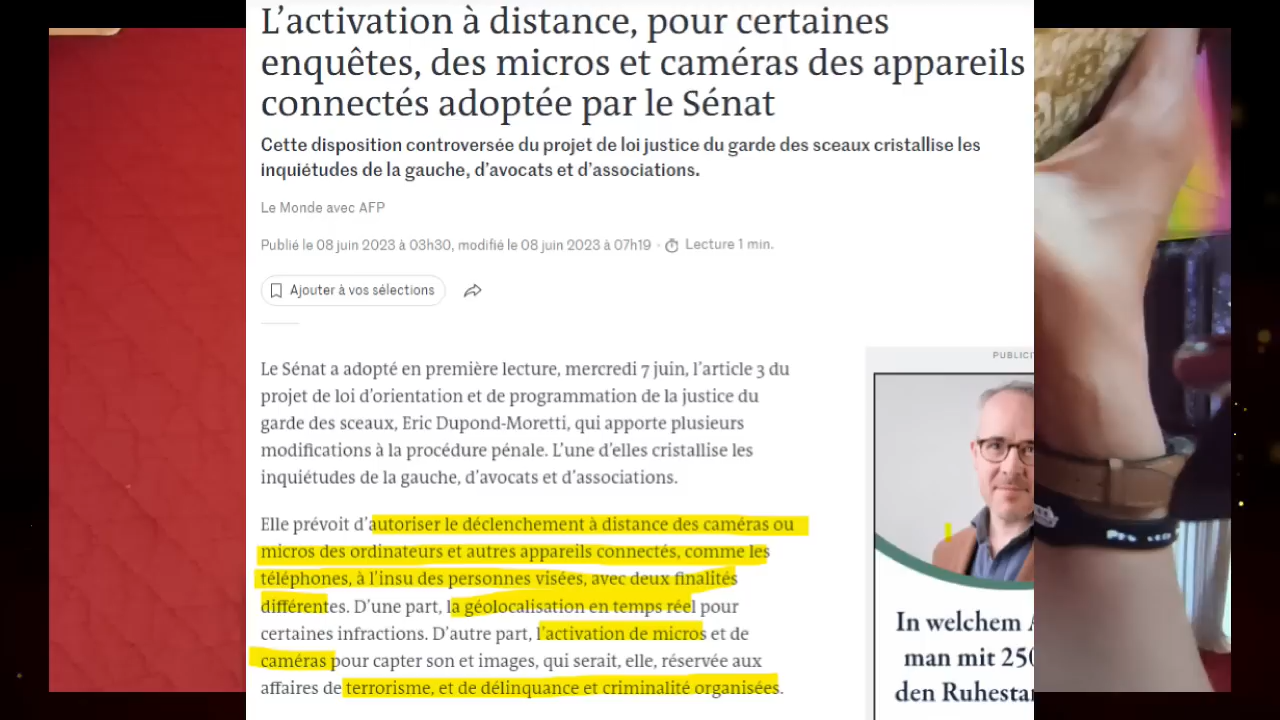 L’activation à distance, pour certaines
enquêtes, des micros et caméras des appareils
connectés adoptée par le Sénat
Cette disposition controversée du projet de loi justice du garde des sceaux cristallise les
inquiétudes de la gauche, d’avocats et d’associations.
Le Monde avec AFP
Publié le 08 juin 2023 à 03h30, modifié le 08 juin 2023 à 07h19 · Lecture 1 min.
Ajouter à vos sélections
Le Sénat a adopté en première lecture, mercredi 7 juin, l’article 3 du
projet de loi d’orientation et de programmation de la justice du
garde des sceaux, Eric Dupond-Moretti, qui apporte plusieurs
modifications à la procédure pénale. L’une d’elles cristallise les
inquiétudes de la gauche, d’avocats et d’associations.
Elle prévoit d’autoriser le déclenchement à distance des caméras ou
micros des ordinateurs et autres appareils connectés, comme les
téléphones, à l’insu des personnes visées, avec deux finalités
différentes. D’une part, la géolocalisation en temps réel pour
certaines infractions. D’autre part, l’activation de micros et de
caméras pour capter son et images, qui serait, elle, réservée aux
affaires de terrorisme, et de délinquance et criminalité organisées.
PUBLICI
In welchem
man mit 250
den Ruhesta